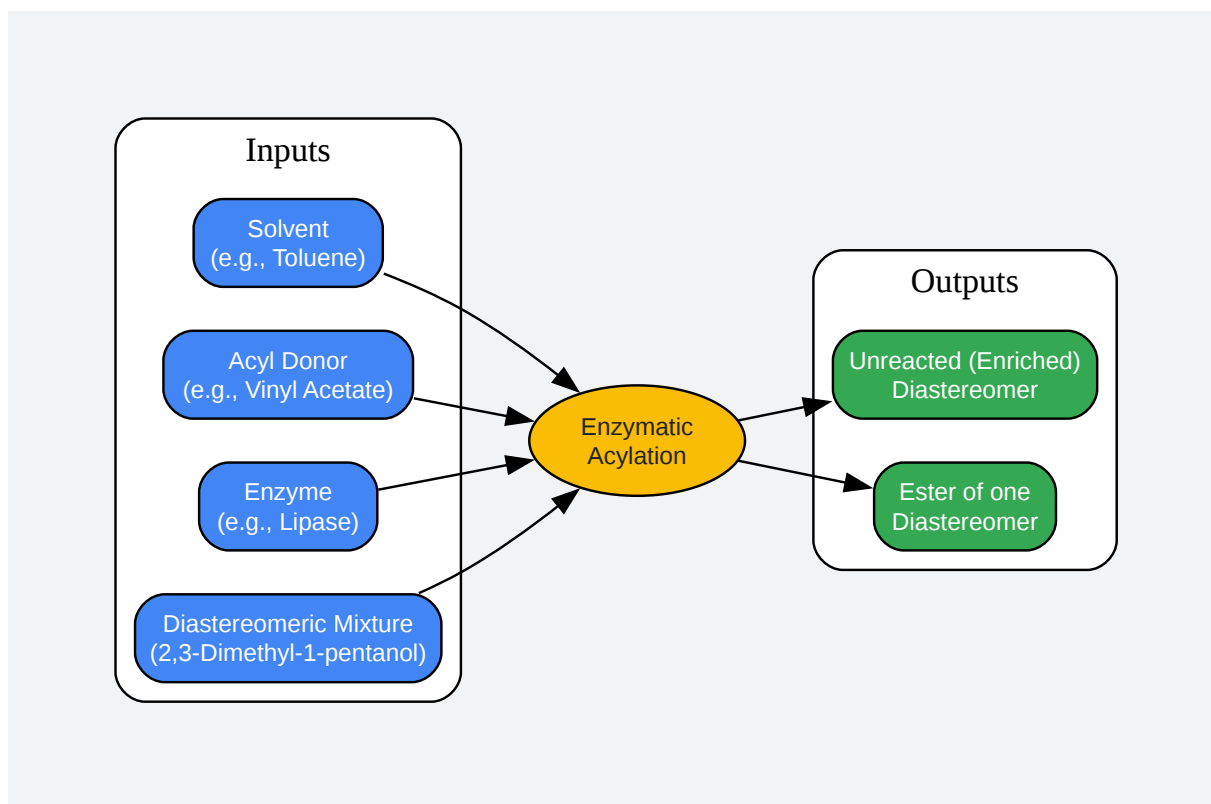 Inputs
Solvent
(e.g., Toluene)
Acyl Donor
(e.g., Vinyl Acetate)
Enzyme
(e.g., Lipase)
Diastereomeric Mixture
(2,3-Dimethyl-1-pentanol)
Enzymatic
Acylation
Outputs
Unreacted (Enriched)
Diastereomer
Ester of one
Diastereomer